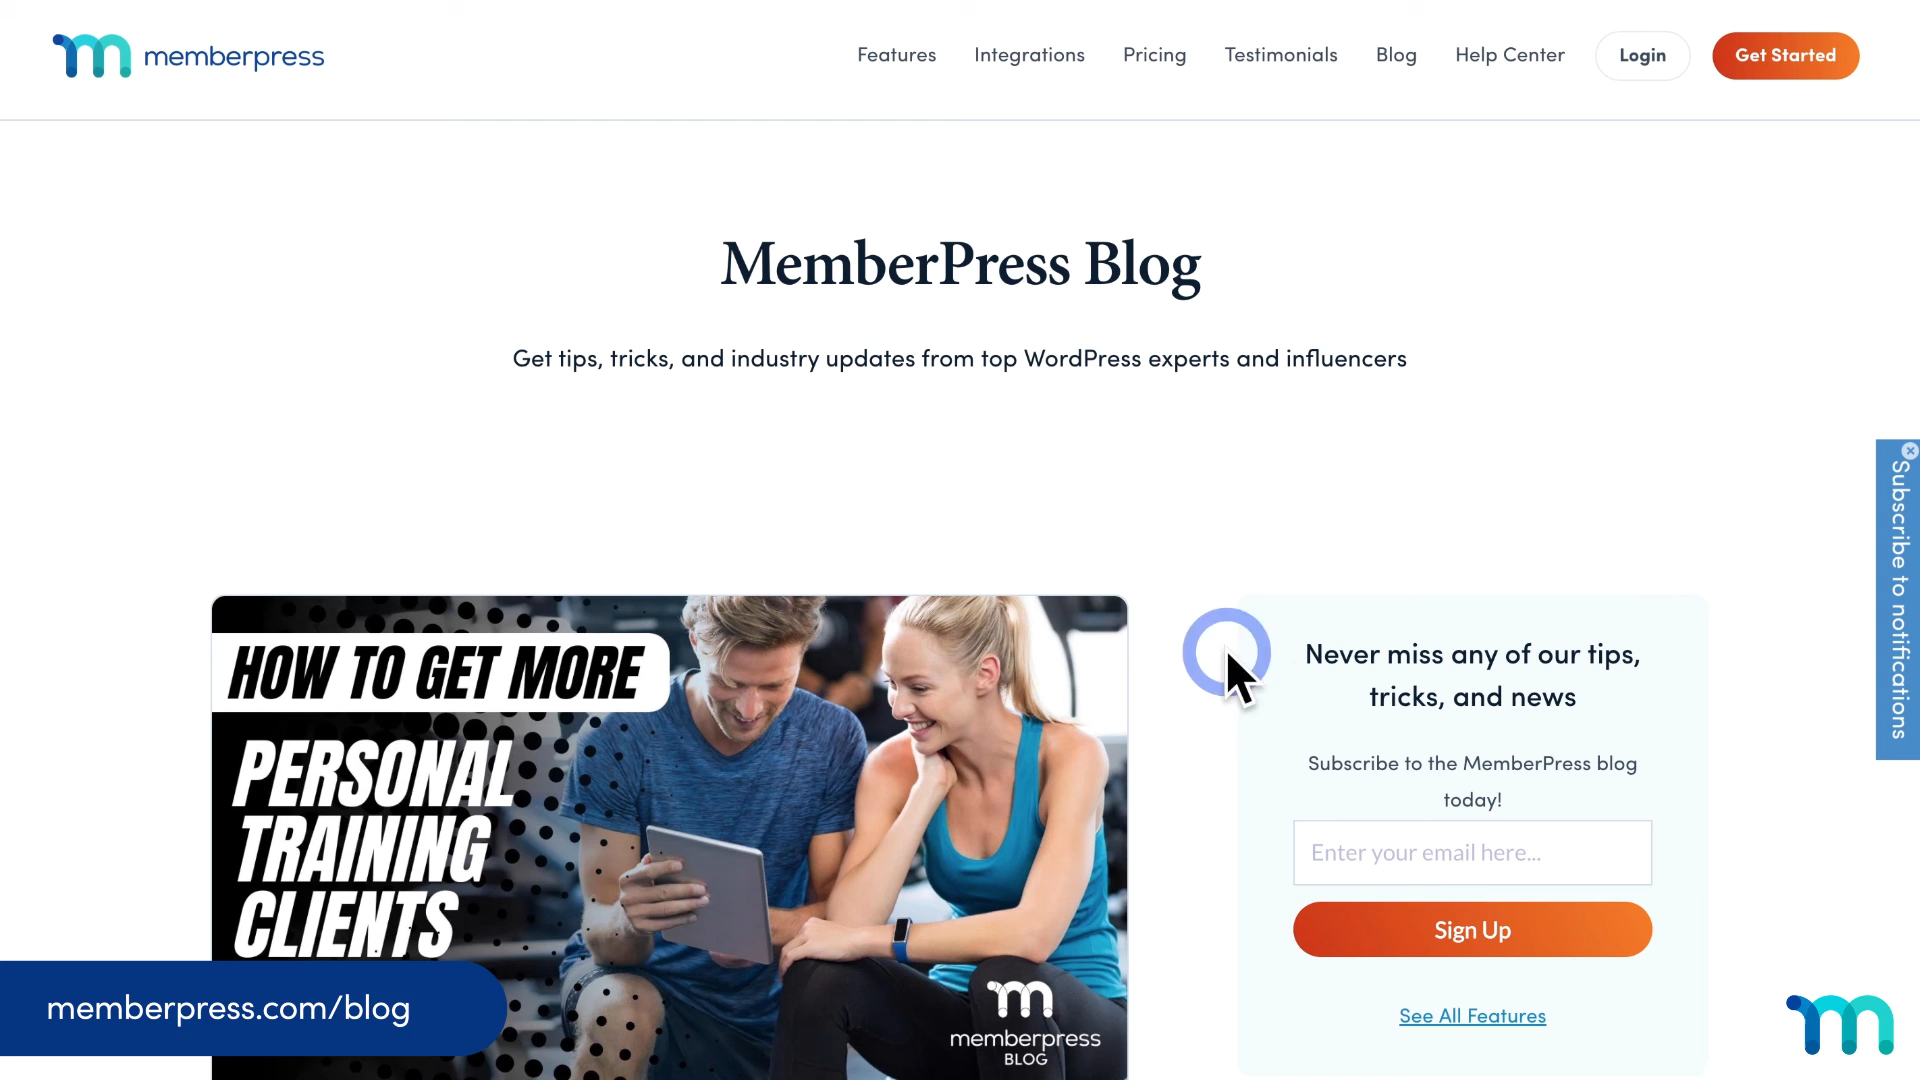 memberpress
Features
Integrations
Pricing
Testimonials
Blog
Help Center
Login
Get Started
MemberPress Blog
Get tips, tricks, and industry updates from top WordPress experts and influencers
Subscribe to notifications
HOW TO GET MORE
PERSONAL
TRAINING
CLIENTS
memberpress
BLOG
Never miss any of our tips,
tricks, and news
Subscribe to the MemberPress blog
today!
Enter your email here...
Sign Up
See All Features
memberpress.com/blog